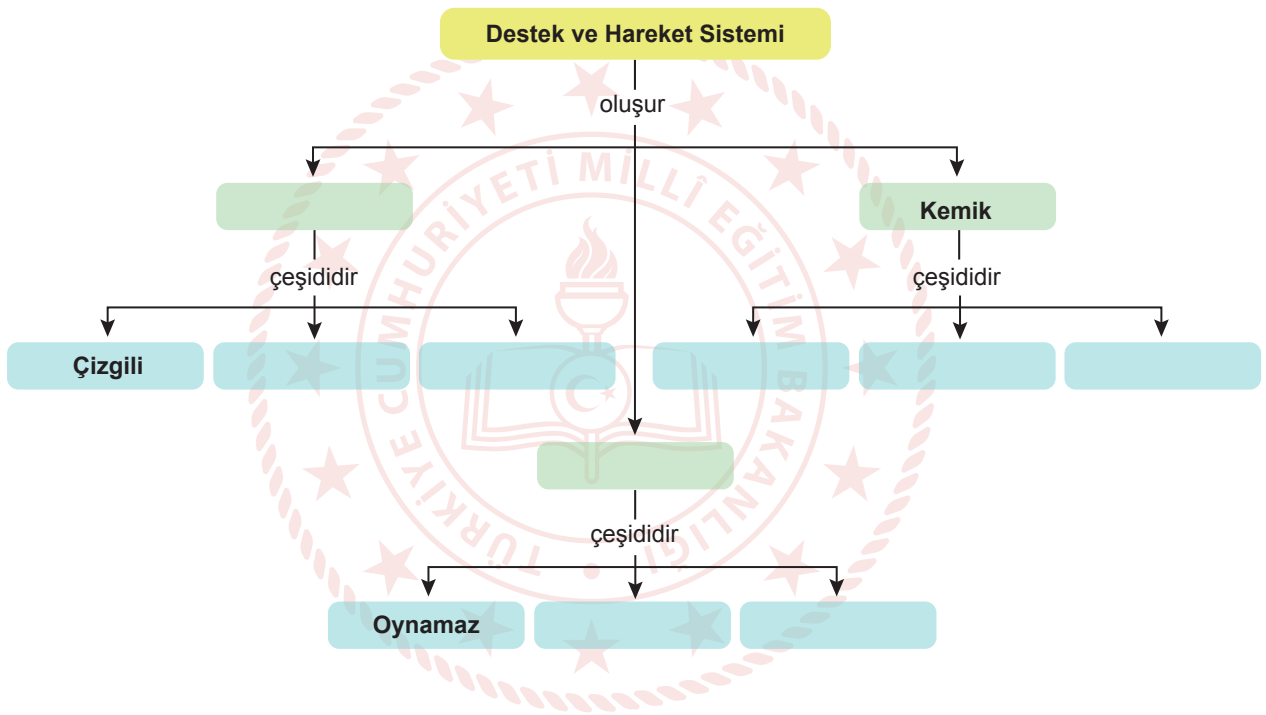 Destek ve Hareket Sistemi
oluşur
Kemik
çeşididir
çeşididir
Çizgili
çeşididir
Oynamaz
TÜRKİYE CUMHURİYETİ MİLLÎ EĞİTİM BAKANLIĞI